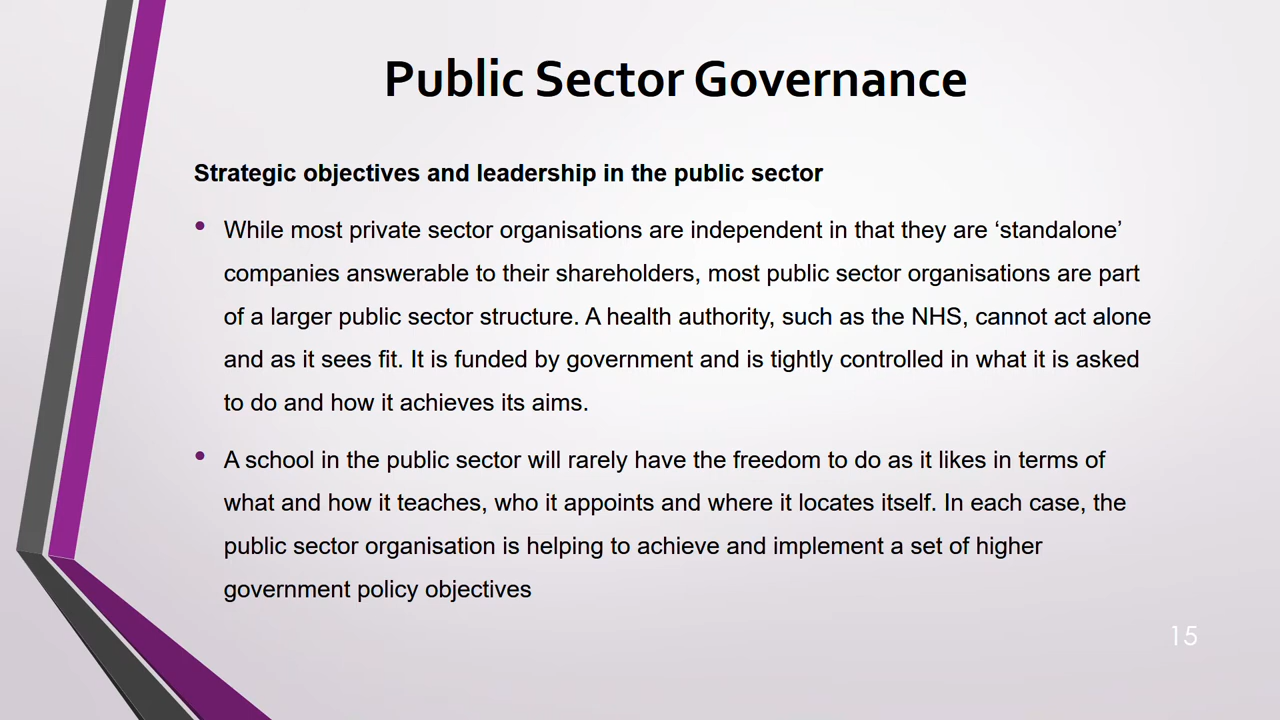 Public Sector Governance
Strategic objectives and leadership in the public sector
• While most private sector organisations are independent in that they are ‘standalone’
companies answerable to their shareholders, most public sector organisations are part
of a larger public sector structure. A health authority, such as the NHS, cannot act alone
and as it sees fit. It is funded by government and is tightly controlled in what it is asked
to do and how it achieves its aims.
• A school in the public sector will rarely have the freedom to do as it likes in terms of
what and how it teaches, who it appoints and where it locates itself. In each case, the
public sector organisation is helping to achieve and implement a set of higher
government policy objectives
15